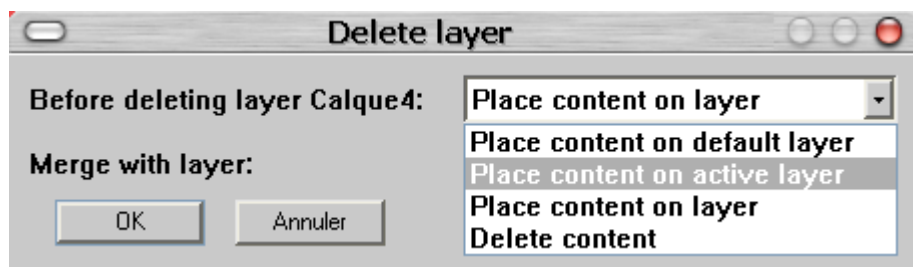 Delete layer
Before deleting layer Calque4:
Place content on layer
Place content on default layer
Merge with layer:
Place content on active layer
Place content on layer
OK
Annuler
Delete content